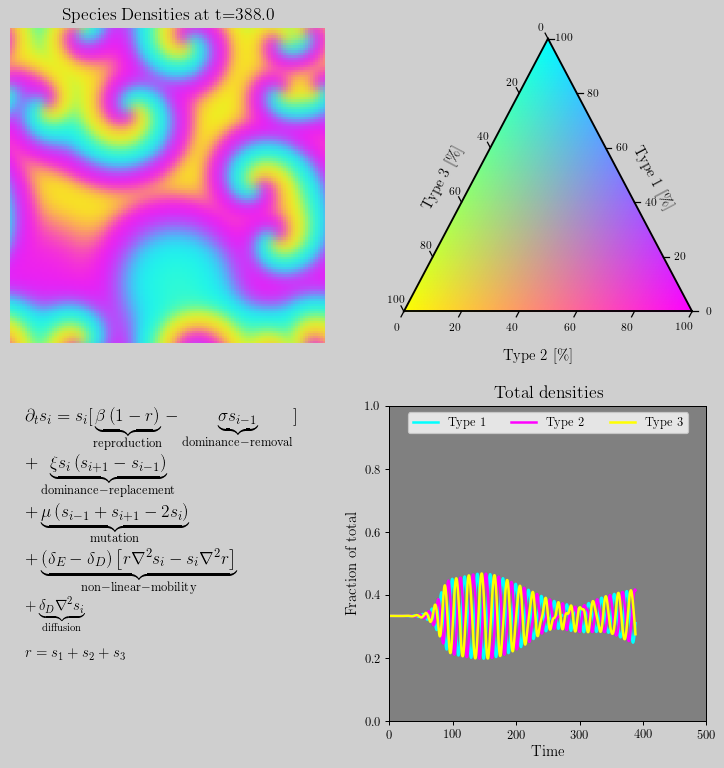 Species Densities at t=388.0
0
100
20
80
40
60
60
40
80
20
100
0
0 20 40 60 80 100
Type 3 [%]
Type 1 [%]
Type 2 [%]
∂ₜsᵢ = sᵢ[β (1 − r) − σsᵢ₋₁ ]
reproduction dominance−removal
+ ξsᵢ (sᵢ₊₁ − sᵢ₋₁)
dominance−replacement
+ μ (sᵢ₋₁ + sᵢ₊₁ − 2sᵢ)
mutation
+ (δ_E − δ_D) [r∇²sᵢ − sᵢ∇²r]
non−linear−mobility
+ δ_D∇²sᵢ
diffusion
r = s₁ + s₂ + s₃
Total densities
Type 1 Type 2 Type 3
1.0
0.8
0.6
0.4
0.2
0.0
Fraction of total
0 100 200 300 400 500
Time